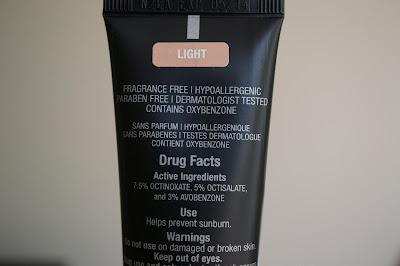 LIGHT
FRAGRANCE FREE | HYPOALLERGENIC
PARABEN FREE | DERMATOLOGIST TESTED
CONTAINS OXYBENZONE
SANS PARFUM | HYPOALLERGENIQUE
SANS PARABENES | TESTES DERMATOLOGUE
CONTIENT OXYBENZONE
Drug Facts
Active Ingredients
7.5% OCTINOXATE, 5% OCTISALATE,
and 3% AVOBENZONE
Use
Helps prevent sunburn.
Warnings
Do not use on damaged or broken skin.
Keep out of eyes.